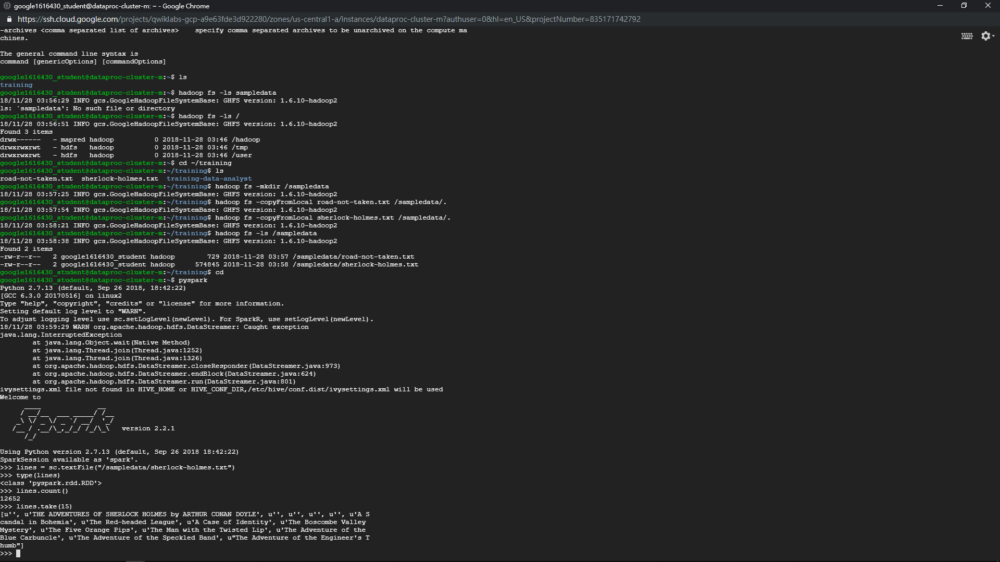 google1616430_student@dataproc-cluster-m: ~ - Google Chrome
https://ssh.cloud.google.com/projects/qwiklabs-gcp-a9e63fde3d922280/zones/us-central1-a/instances/dataproc-cluster-m?authuser=0&hl=en_US&projectNumber=835171742792
-archives <comma separated list of archives>    specify comma separated archives to be unarchived on the compute ma
chines.
The general command line syntax is
command [genericOptions] [commandOptions]
google1616430_student@dataproc-cluster-m:~$ ls
training
google1616430_student@dataproc-cluster-m:~$ hadoop fs -ls sampledata
18/11/28 03:56:29 INFO gcs.GoogleHadoopFileSystemBase: GHFS version: 1.6.10-hadoop2
ls: `sampledata': No such file or directory
google1616430_student@dataproc-cluster-m:~$ hadoop fs -ls /
18/11/28 03:56:51 INFO gcs.GoogleHadoopFileSystemBase: GHFS version: 1.6.10-hadoop2
Found 3 items
drwx------   - mapred hadoop          0 2018-11-28 03:46 /hadoop
drwxrwxrwt   - hdfs   hadoop          0 2018-11-28 03:46 /tmp
drwxrwxrwt   - hdfs   hadoop          0 2018-11-28 03:46 /user
google1616430_student@dataproc-cluster-m:~$ cd ~/training
google1616430_student@dataproc-cluster-m:~/training$ ls
road-not-taken.txt  sherlock-holmes.txt  training-data-analyst
google1616430_student@dataproc-cluster-m:~/training$ hadoop fs -mkdir /sampledata
18/11/28 03:57:25 INFO gcs.GoogleHadoopFileSystemBase: GHFS version: 1.6.10-hadoop2
google1616430_student@dataproc-cluster-m:~/training$ hadoop fs -copyFromLocal road-not-taken.txt /sampledata/.
18/11/28 03:57:54 INFO gcs.GoogleHadoopFileSystemBase: GHFS version: 1.6.10-hadoop2
google1616430_student@dataproc-cluster-m:~/training$ hadoop fs -copyFromLocal sherlock-holmes.txt /sampledata/.
18/11/28 03:58:21 INFO gcs.GoogleHadoopFileSystemBase: GHFS version: 1.6.10-hadoop2
google1616430_student@dataproc-cluster-m:~/training$ hadoop fs -ls /sampledata
18/11/28 03:58:38 INFO gcs.GoogleHadoopFileSystemBase: GHFS version: 1.6.10-hadoop2
Found 2 items
-rw-r--r--   2 google1616430_student hadoop        729 2018-11-28 03:57 /sampledata/road-not-taken.txt
-rw-r--r--   2 google1616430_student hadoop     574845 2018-11-28 03:58 /sampledata/sherlock-holmes.txt
google1616430_student@dataproc-cluster-m:~/training$ cd
google1616430_student@dataproc-cluster-m:~$ pyspark
Python 2.7.13 (default, Sep 26 2018, 18:42:22)
[GCC 6.3.0 20170516] on linux2
Type "help", "copyright", "credits" or "license" for more information.
Setting default log level to "WARN".
To adjust logging level use sc.setLogLevel(newLevel). For SparkR, use setLogLevel(newLevel).
18/11/28 03:59:29 WARN org.apache.hadoop.hdfs.DataStreamer: Caught exception
java.lang.InterruptedException
        at java.lang.Object.wait(Native Method)
        at java.lang.Thread.join(Thread.java:1252)
        at java.lang.Thread.join(Thread.java:1326)
        at org.apache.hadoop.hdfs.DataStreamer.closeResponder(DataStreamer.java:973)
        at org.apache.hadoop.hdfs.DataStreamer.endBlock(DataStreamer.java:624)
        at org.apache.hadoop.hdfs.DataStreamer.run(DataStreamer.java:801)
ivysettings.xml file not found in HIVE_HOME or HIVE_CONF_DIR,/etc/hive/conf.dist/ivysettings.xml will be used
Welcome to
      ____              __
     / __/__  ___ _____/ /__
    _\ \/ _ \/ _ `/ __/  '_/
   /__ / .__/\_,_/_/ /_/\_\   version 2.2.1
      /_/
Using Python version 2.7.13 (default, Sep 26 2018 18:42:22)
SparkSession available as 'spark'.
>>> lines = sc.textFile("/sampledata/sherlock-holmes.txt")
>>> type(lines)
<class 'pyspark.rdd.RDD'>
>>> lines.count()
12652
>>> lines.take(15)
[u'', u'THE ADVENTURES OF SHERLOCK HOLMES by ARTHUR CONAN DOYLE', u'', u'', u'', u'', u'A S
candal in Bohemia', u'The Red-headed League', u'A Case of Identity', u'The Boscombe Valley
Mystery', u'The Five Orange Pips', u'The Man with the Twisted Lip', u'The Adventure of the
Blue Carbuncle', u'The Adventure of the Speckled Band', u"The Adventure of the Engineer's T
humb"]
>>>